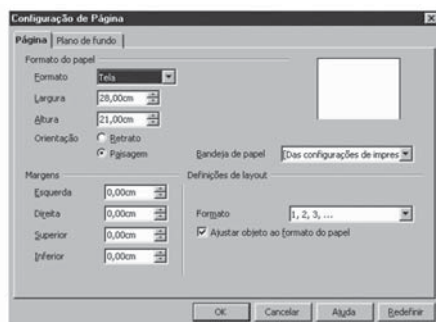 Configuração de Página
Página Plano de fundo
Formato do papel
Formato Tela
Largura 28,00cm
Altura 21,00cm
Orientação Retrato
Paisagem Bandeja de papel [Das configurações de impres
Margens Definições de layout
Esquerda 0,00cm
Direita 0,00cm Formato 1, 2, 3, ...
Superior 0,00cm Ajustar objeto ao formato do papel
Inferior 0,00cm
OK Cancelar Ajuda Redefinir